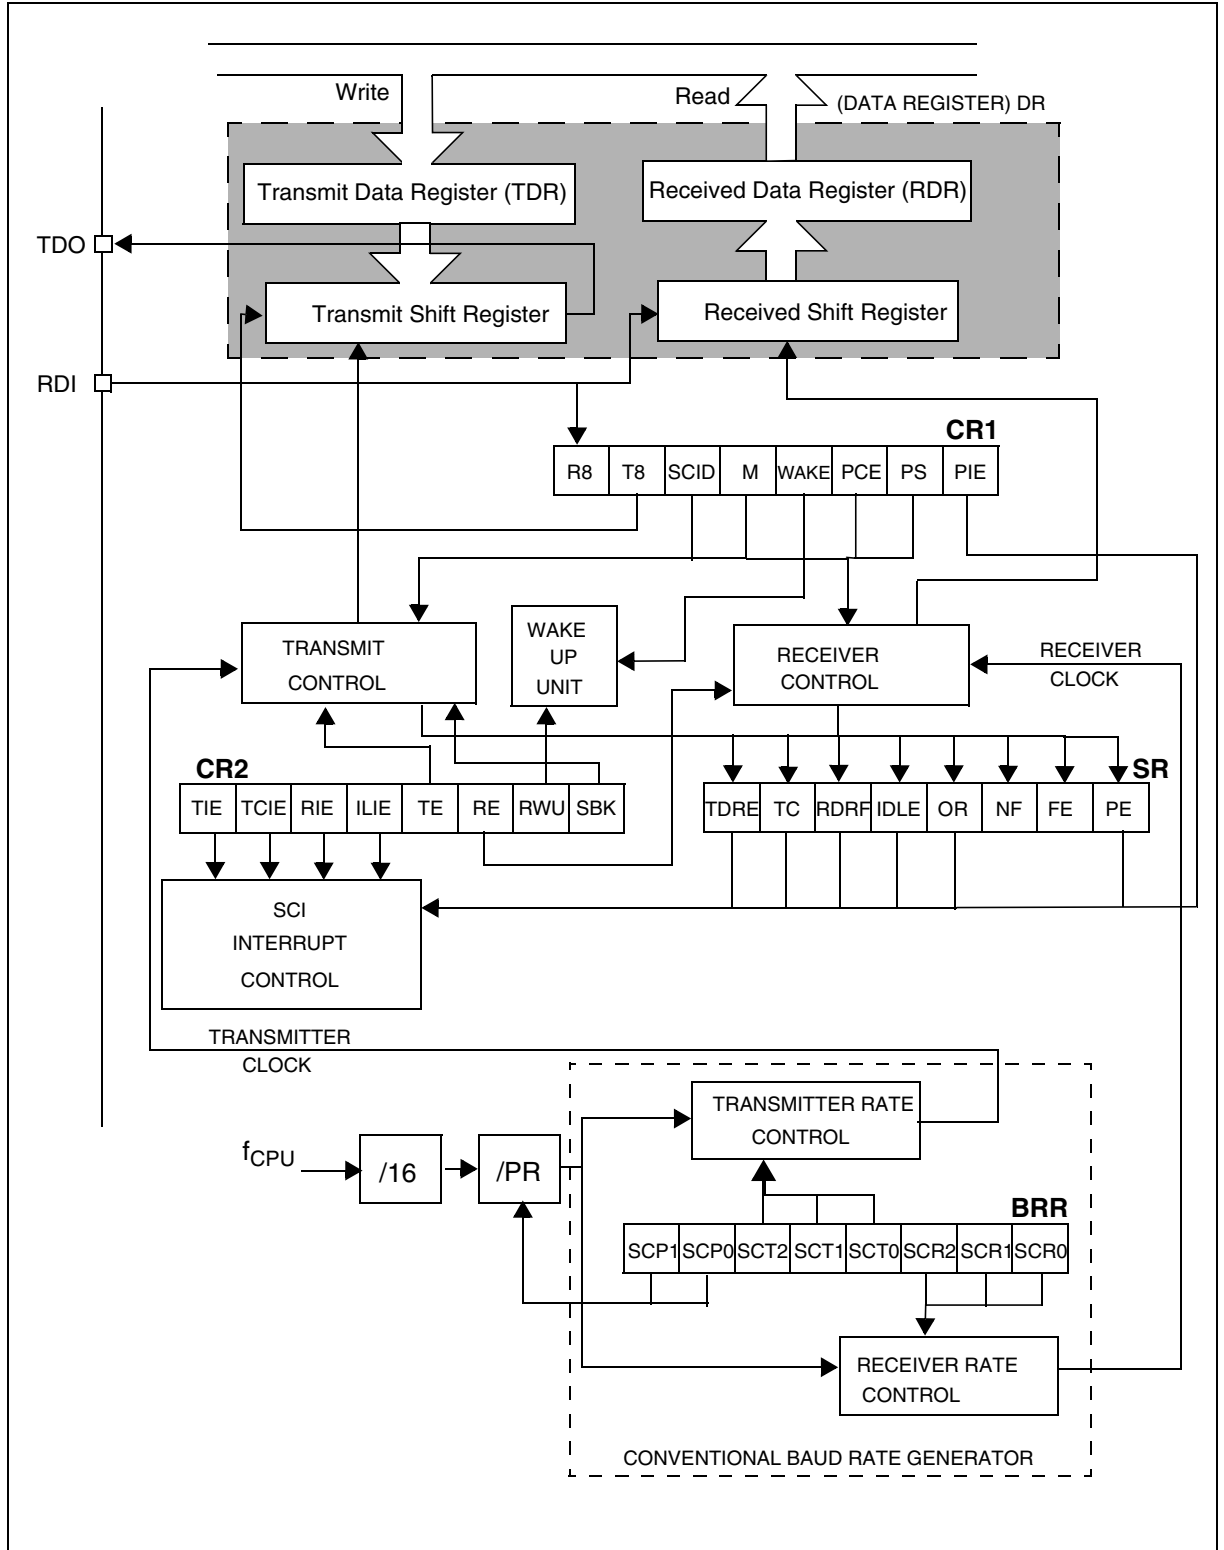 Write
Read
(DATA REGISTER) DR
Transmit Data Register (TDR)
Received Data Register (RDR)
TDO
Transmit Shift Register
Received Shift Register
RDI
CR1
R8 T8 SCID M WAKE PCE PS PIE
TRANSMIT
CONTROL
WAKE
UP
UNIT
RECEIVER
CONTROL
RECEIVER
CLOCK
CR2
TIE TCIE RIE ILIE TE RE RWU SBK
SR
TDRE TC RDRF IDLE OR NF FE PE
SCI
INTERRUPT
CONTROL
TRANSMITTER
CLOCK
TRANSMITTER RATE
CONTROL
fCPU
/16
/PR
BRR
SCP1 SCP0 SCT2 SCT1 SCT0 SCR2 SCR1 SCR0
RECEIVER RATE
CONTROL
CONVENTIONAL BAUD RATE GENERATOR